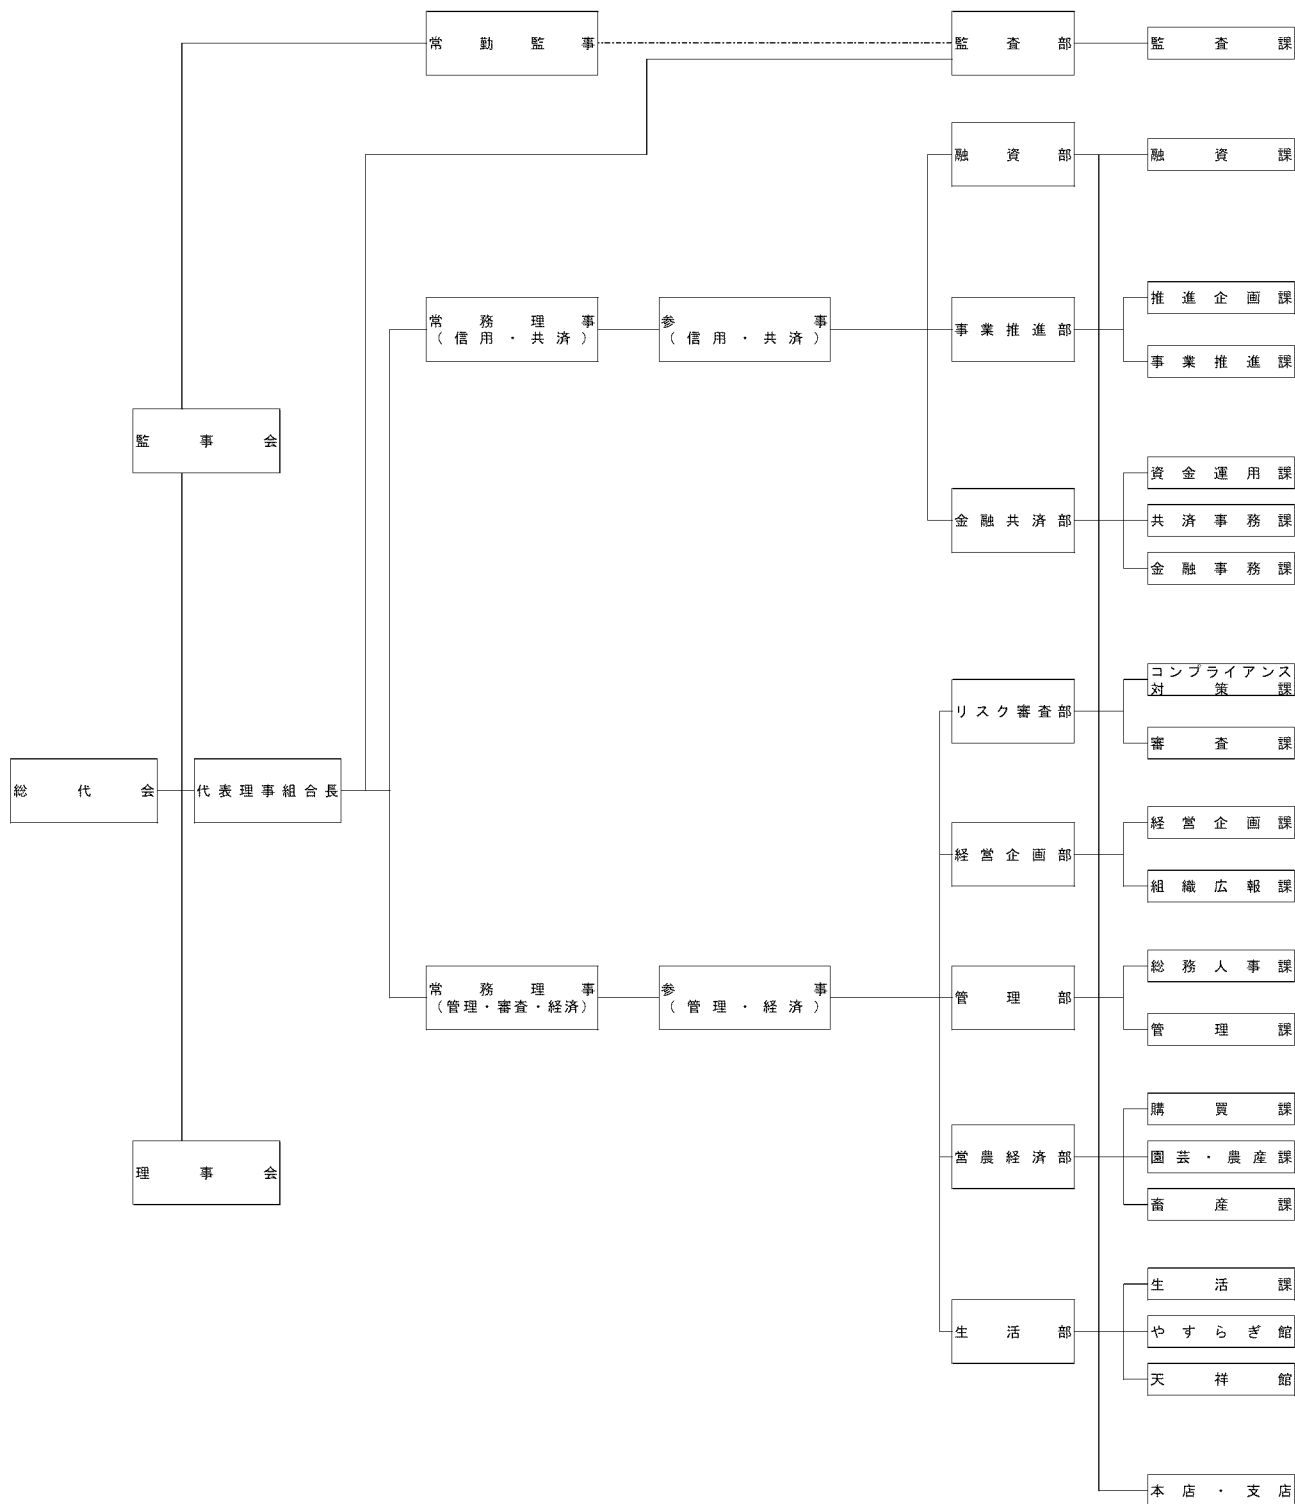 常勤監事
監査部
監査課
融資部
融資課
常務理事
（信用・共済）
参事
（信用・共済）
事業推進部
推進企画課
事業推進課
監事会
金融共済部
資金運用課
共済事務課
金融事務課
リスク審査部
コンプライアンス
対策課
審査課
総代会
代表理事組合長
経営企画部
経営企画課
組織広報課
常務理事
（管理・審査・経済）
参事
（管理・経済）
管理部
総務人事課
管理課
理事会
営農経済部
購買課
園芸・農産課
畜産課
生活部
生活課
やすらぎ館
天祥館
本店・支店